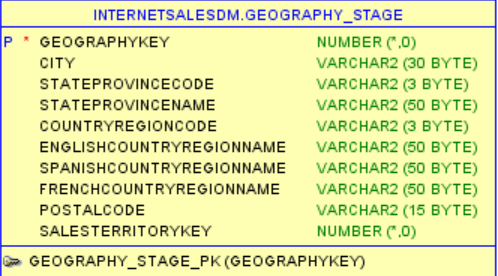 INTERNETSALESDM.GEOGRAPHY_STAGE
P * GEOGRAPHYKEY NUMBER (*,0)
CITY VARCHAR2 (30 BYTE)
STATEPROVINCECODE VARCHAR2 (3 BYTE)
STATEPROVINCENAME VARCHAR2 (50 BYTE)
COUNTRYREGIONCODE VARCHAR2 (3 BYTE)
ENGLISHCOUNTRYREGIONNAME VARCHAR2 (50 BYTE)
SPANISHCOUNTRYREGIONNAME VARCHAR2 (50 BYTE)
FRENCHCOUNTRYREGIONNAME VARCHAR2 (50 BYTE)
POSTALCODE VARCHAR2 (15 BYTE)
SALESTERRITORYKEY NUMBER (*,0)
GEOGRAPHY_STAGE_PK (GEOGRAPHYKEY)